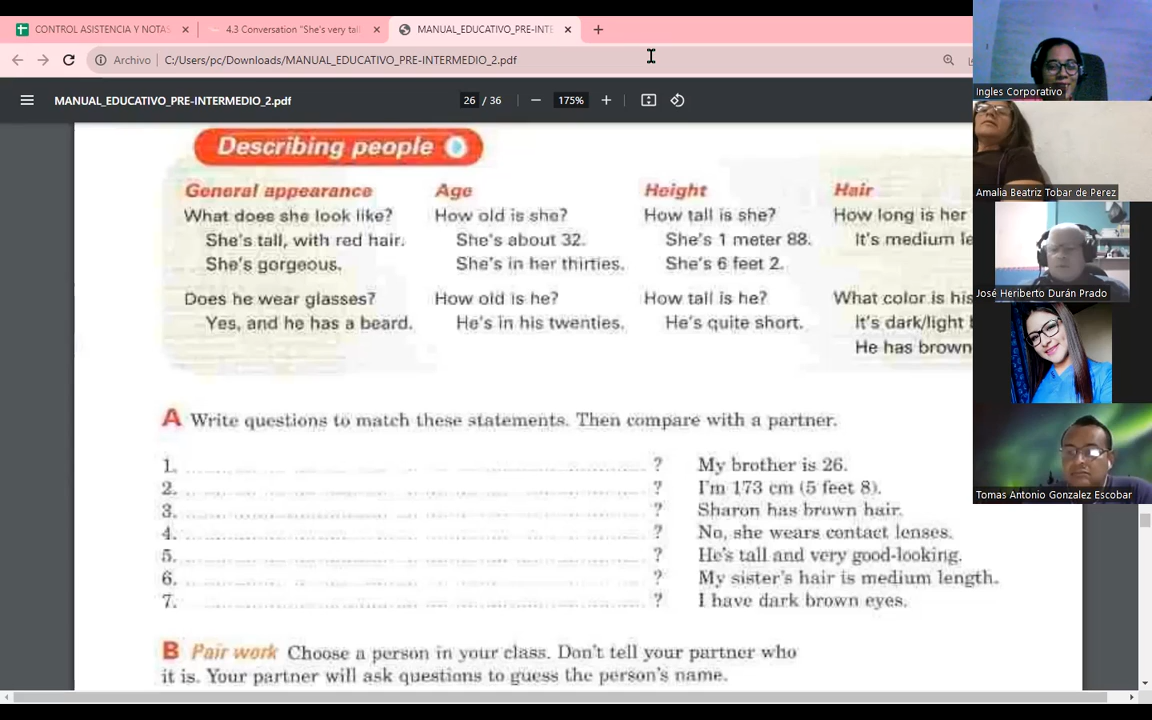 CONTROL ASISTENCIA Y NOTAS
4.3 Conversation "She's very tall
MANUAL_EDUCATIVO_PRE-INTE
Archivo
C:/Users/pc/Downloads/MANUAL_EDUCATIVO_PRE-INTERMEDIO_2.pdf
MANUAL_EDUCATIVO_PRE-INTERMEDIO_2.pdf
26 / 36
175%
Describing people
General appearance
What does she look like?
She's tall, with red hair.
She's gorgeous.
Does he wear glasses?
Yes, and he has a beard.
Age
How old is she?
She's about 32.
She's in her thirties.
How old is he?
He's in his twenties.
Height
How tall is she?
She's 1 meter 88.
She's 6 feet 2.
How tall is he?
He's quite short.
Hair
How long is her
It's medium le
What color is his
It's dark/light
He has brown
A Write questions to match these statements. Then compare with a partner.
1. ? My brother is 26.
2. ? I'm 173 cm (5 feet 8).
3. ? Sharon has brown hair.
4. ? No, she wears contact lenses.
5. ? He's tall and very good-looking.
6. ? My sister's hair is medium length.
7. ? I have dark brown eyes.
B Pair work Choose a person in your class. Don't tell your partner who
it is. Your partner will ask questions to guess the person's name.
Ingles Corporativo
Amalia Beatriz Tobar de Perez
José Heriberto Durán Prado
Tomas Antonio Gonzalez Escobar